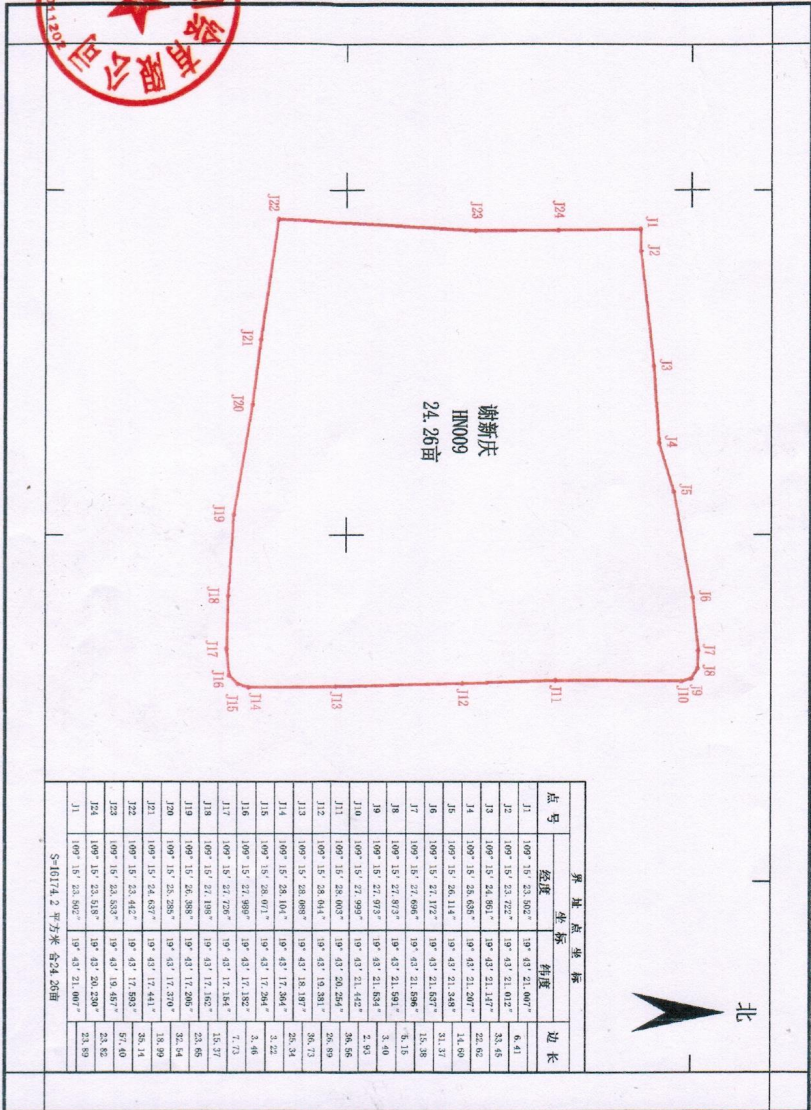 北
J1
J2
J3
J4
J5
J6
J7
J8
J9
J10
J11
J12
J13
J14
J15
J16
J17
J18
J19
J20
J21
J22
J23
J24
谢新庆
HN009
24.26亩
界址点坐标
点号 坐标 边长
经度 纬度
J1 109° 15′ 23.502″ 19° 43′ 21.007″
6.41
J2 109° 15′ 23.722″ 19° 43′ 21.012″
33.45
J3 109° 15′ 24.861″ 19° 43′ 21.147″
22.62
J4 109° 15′ 25.635″ 19° 43′ 21.207″
14.60
J5 109° 15′ 26.114″ 19° 43′ 21.348″
31.37
J6 109° 15′ 27.172″ 19° 43′ 21.537″
15.38
J7 109° 15′ 27.696″ 19° 43′ 21.596″
5.15
J8 109° 15′ 27.873″ 19° 43′ 21.591″
3.40
J9 109° 15′ 27.973″ 19° 43′ 21.534″
2.93
J10 109° 15′ 27.999″ 19° 43′ 21.442″
36.56
J11 109° 15′ 28.003″ 19° 43′ 20.254″
26.89
J12 109° 15′ 28.044″ 19° 43′ 19.381″
36.73
J13 109° 15′ 28.088″ 19° 43′ 18.187″
25.34
J14 109° 15′ 28.104″ 19° 43′ 17.364″
3.22
J15 109° 15′ 28.071″ 19° 43′ 17.264″
3.46
J16 109° 15′ 27.989″ 19° 43′ 17.182″
7.73
J17 109° 15′ 27.726″ 19° 43′ 17.154″
15.37
J18 109° 15′ 27.198″ 19° 43′ 17.162″
23.65
J19 109° 15′ 26.388″ 19° 43′ 17.205″
32.54
J20 109° 15′ 25.285″ 19° 43′ 17.370″
18.99
J21 109° 15′ 24.637″ 19° 43′ 17.441″
35.14
J22 109° 15′ 23.442″ 19° 43′ 17.593″
57.40
J23 109° 15′ 23.533″ 19° 43′ 19.457″
23.82
J24 109° 15′ 23.518″ 19° 43′ 20.230″
23.89
J1 109° 15′ 23.502″ 19° 43′ 21.007″
S=16174.2 平方米 合24.26亩
绘有限公司
11202